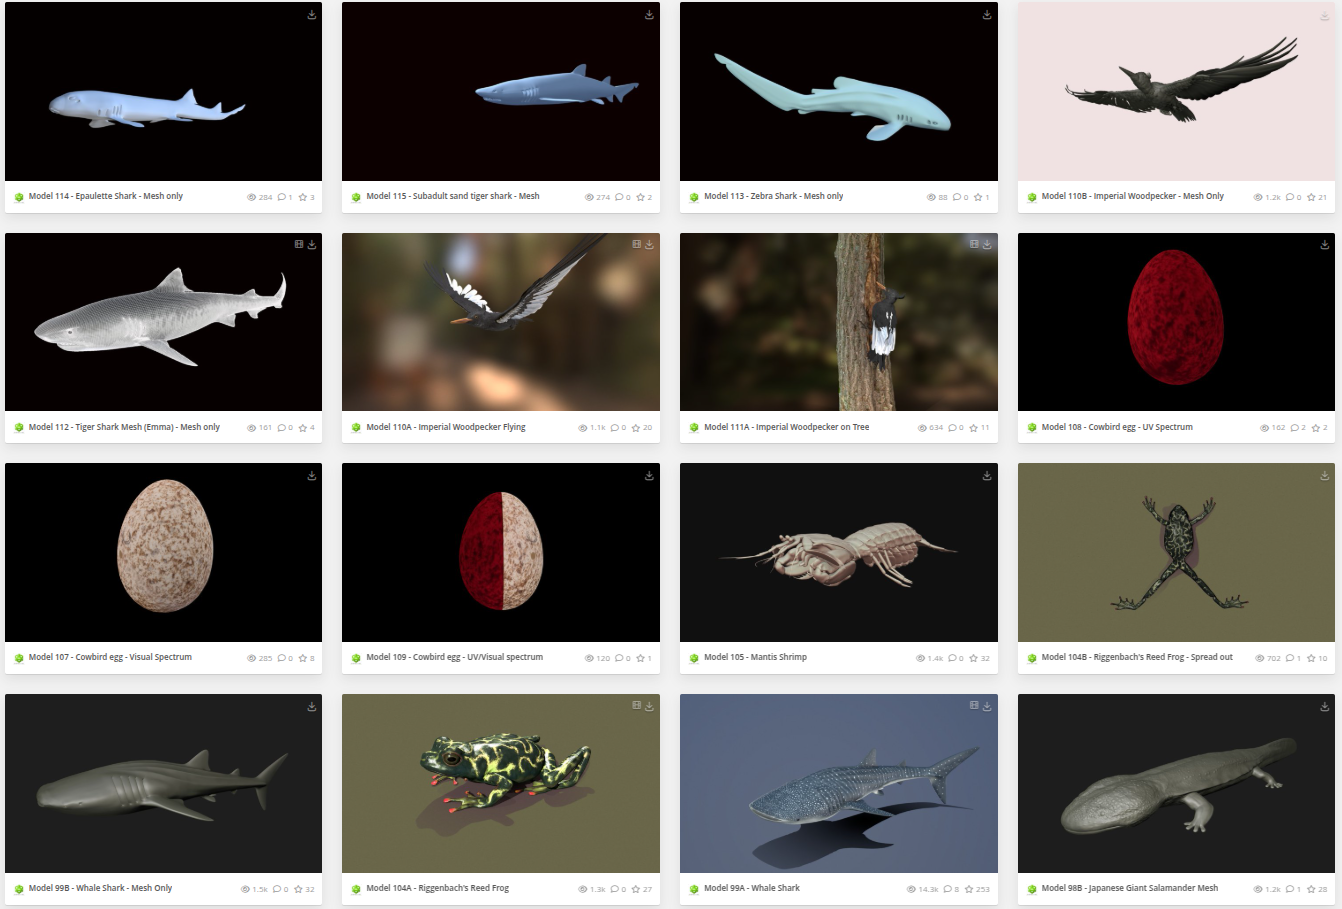 Model 114 - Epaulette Shark - Mesh only 284 1 3
Model 115 - Subadult sand tiger shark - Mesh 274 0 2
Model 113 - Zebra Shark - Mesh only 88 0 1
Model 110B - Imperial Woodpecker - Mesh Only 1.2k 0 21
Model 112 - Tiger Shark Mesh (Emma) - Mesh only 161 0 4
Model 110A - Imperial Woodpecker Flying 1.1k 0 20
Model 111A - Imperial Woodpecker on Tree 634 0 11
Model 108 - Cowbird egg - UV Spectrum 162 2 2
Model 107 - Cowbird egg - Visual Spectrum 285 0 8
Model 109 - Cowbird egg - UV/Visual spectrum 120 0 1
Model 105 - Mantis Shrimp 1.4k 0 32
Model 104B - Riggenbach's Reed Frog - Spread out 702 1 10
Model 99B - Whale Shark - Mesh Only 1.5k 0 32
Model 104A - Riggenbach's Reed Frog 1.3k 0 27
Model 99A - Whale Shark 14.3k 8 253
Model 98B - Japanese Giant Salamander Mesh 1.2k 1 28